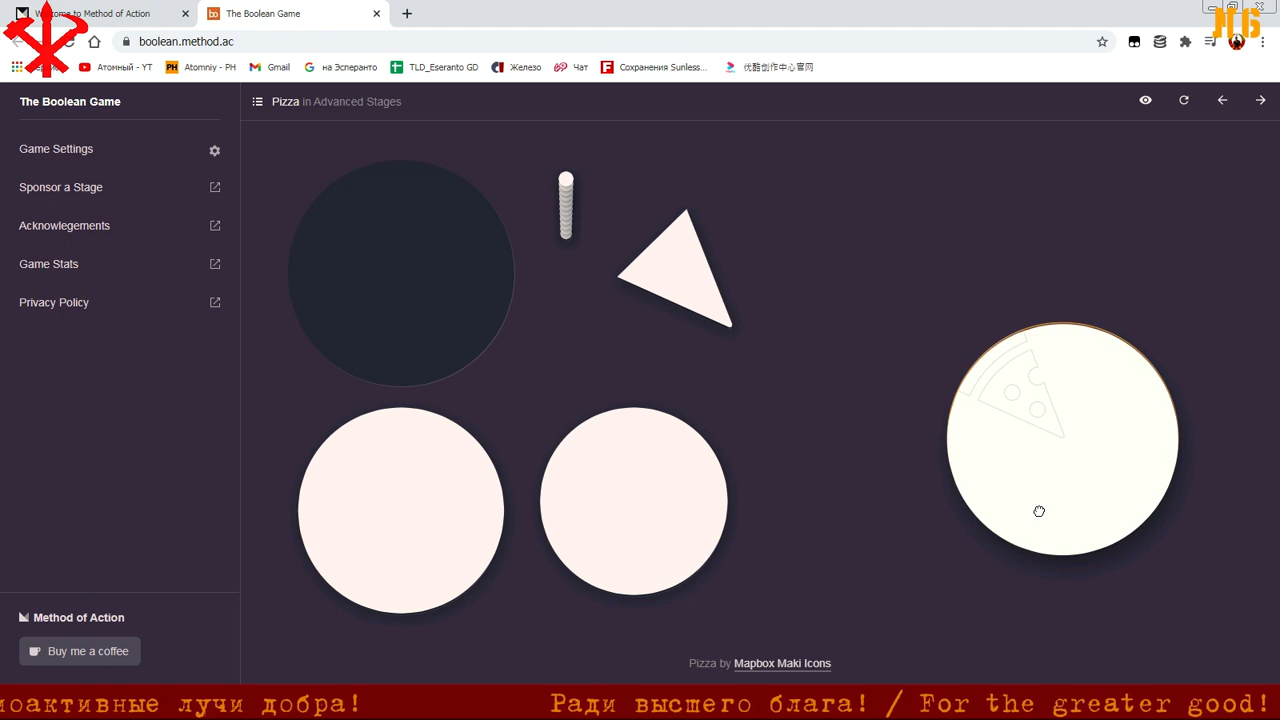 Welcome to Method of Action
The Boolean Game
МБ
boolean.method.ac
Атомный - YT
PH Atomniy - PH
Gmail
на Эсперанто
TLD_Eseranto GD
Железо
Чат
Сохранения Sunless...
优酷创作中心官网
The Boolean Game
Pizza in Advanced Stages
Game Settings
Sponsor a Stage
Acknowlegements
Game Stats
Privacy Policy
Method of Action
Buy me a coffee
Pizza by Mapbox Maki Icons
лучи добра! Ради высшего блага! / For the greater good!